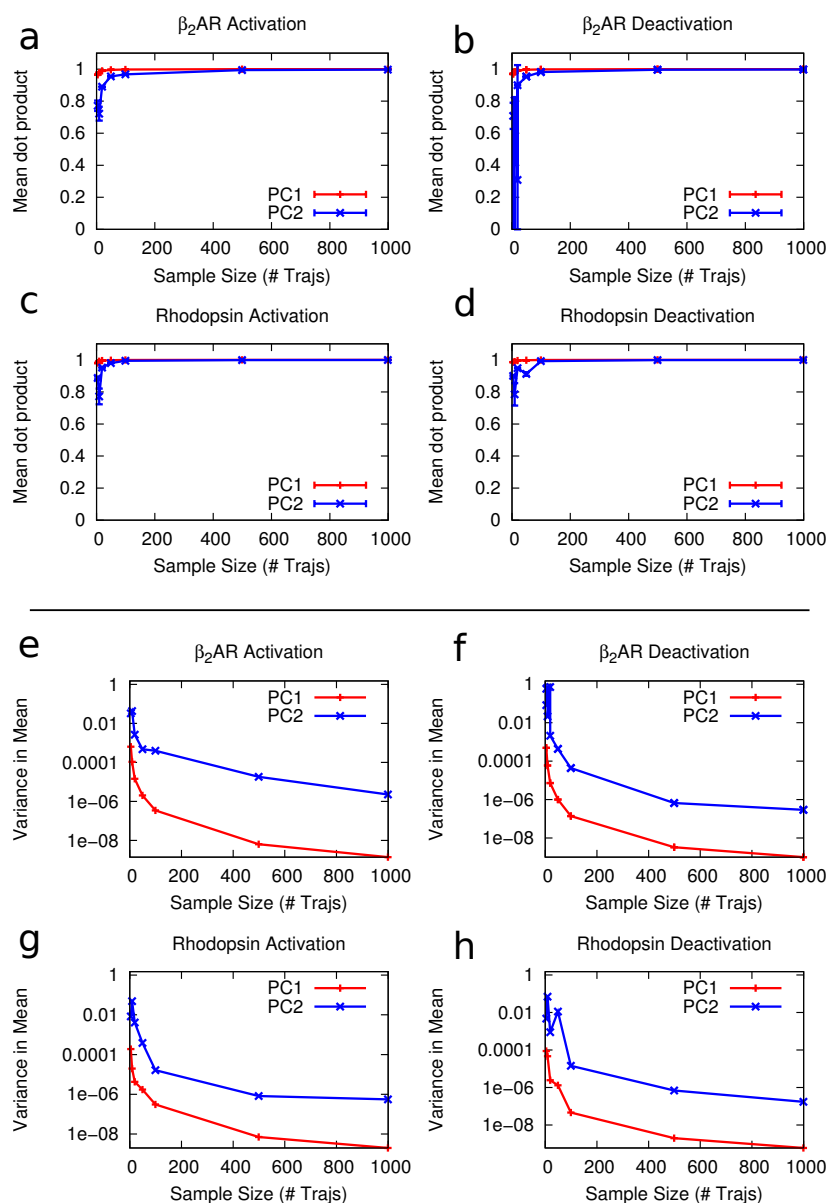 a
β₂AR Activation
Mean dot product
1
0.8
0.6
0.4
0.2
0
PC1
PC2
0 200 400 600 800 1000
Sample Size (# Trajs)
b
β₂AR Deactivation
Mean dot product
1
0.8
0.6
0.4
0.2
0
PC1
PC2
0 200 400 600 800 1000
Sample Size (# Trajs)
c
Rhodopsin Activation
Mean dot product
1
0.8
0.6
0.4
0.2
0
PC1
PC2
0 200 400 600 800 1000
Sample Size (# Trajs)
d
Rhodopsin Deactivation
Mean dot product
1
0.8
0.6
0.4
0.2
0
PC1
PC2
0 200 400 600 800 1000
Sample Size (# Trajs)
e
β₂AR Activation
Variance in Mean
1
0.01
0.0001
1e-06
1e-08
PC1
PC2
0 200 400 600 800 1000
Sample Size (# Trajs)
f
β₂AR Deactivation
Variance in Mean
1
0.01
0.0001
1e-06
1e-08
PC1
PC2
0 200 400 600 800 1000
Sample Size (# Trajs)
g
Rhodopsin Activation
Variance in Mean
1
0.01
0.0001
1e-06
1e-08
PC1
PC2
0 200 400 600 800 1000
Sample Size (# Trajs)
h
Rhodopsin Deactivation
Variance in Mean
1
0.01
0.0001
1e-06
1e-08
PC1
PC2
0 200 400 600 800 1000
Sample Size (# Trajs)